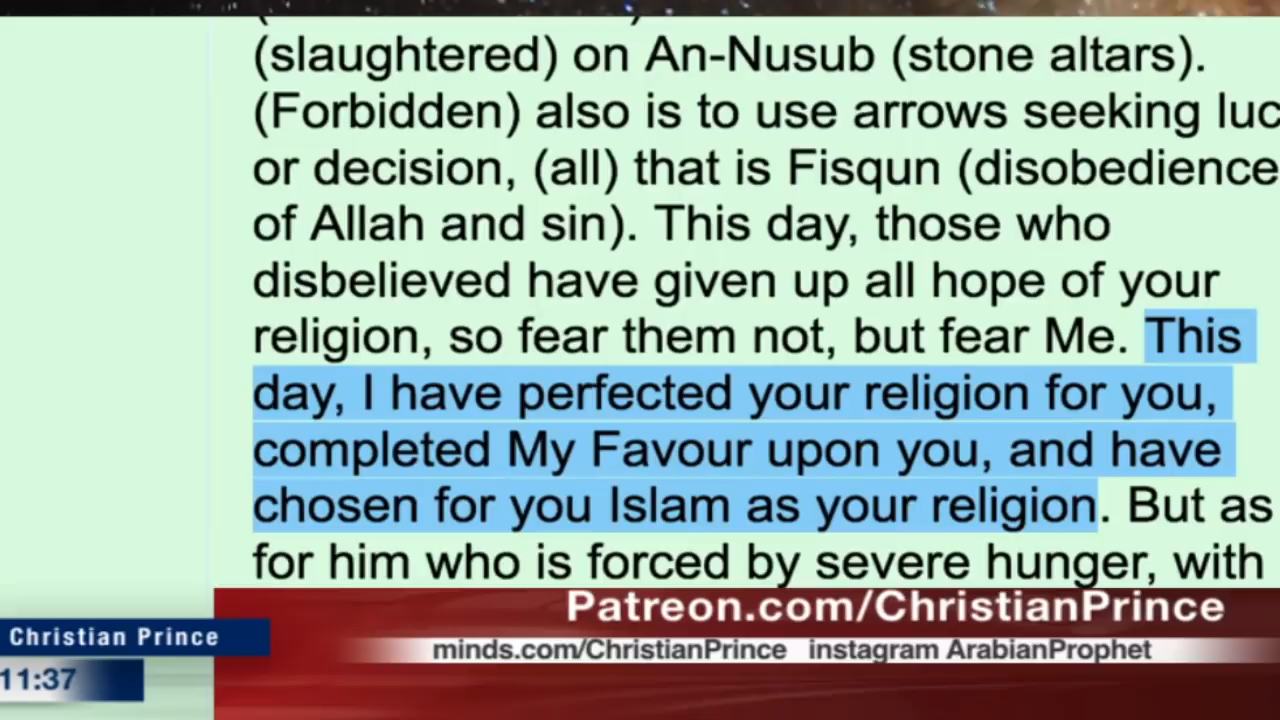 (slaughtered) on An-Nusub (stone altars).
(Forbidden) also is to use arrows seeking luc
or decision, (all) that is Fisqun (disobedience
of Allah and sin). This day, those who
disbelieved have given up all hope of your
religion, so fear them not, but fear Me. This
day, I have perfected your religion for you,
completed My Favour upon you, and have
chosen for you Islam as your religion. But as
for him who is forced by severe hunger, with
Patreon.com/ChristianPrince
Christian Prince
minds.com/ChristianPrince instagram ArabianProphet
11:37